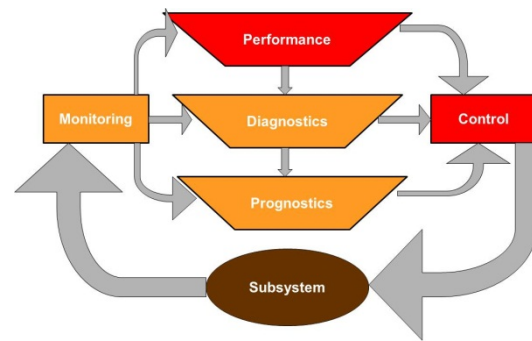 Performance
Monitoring
Diagnostics
Control
Prognostics
Subsystem